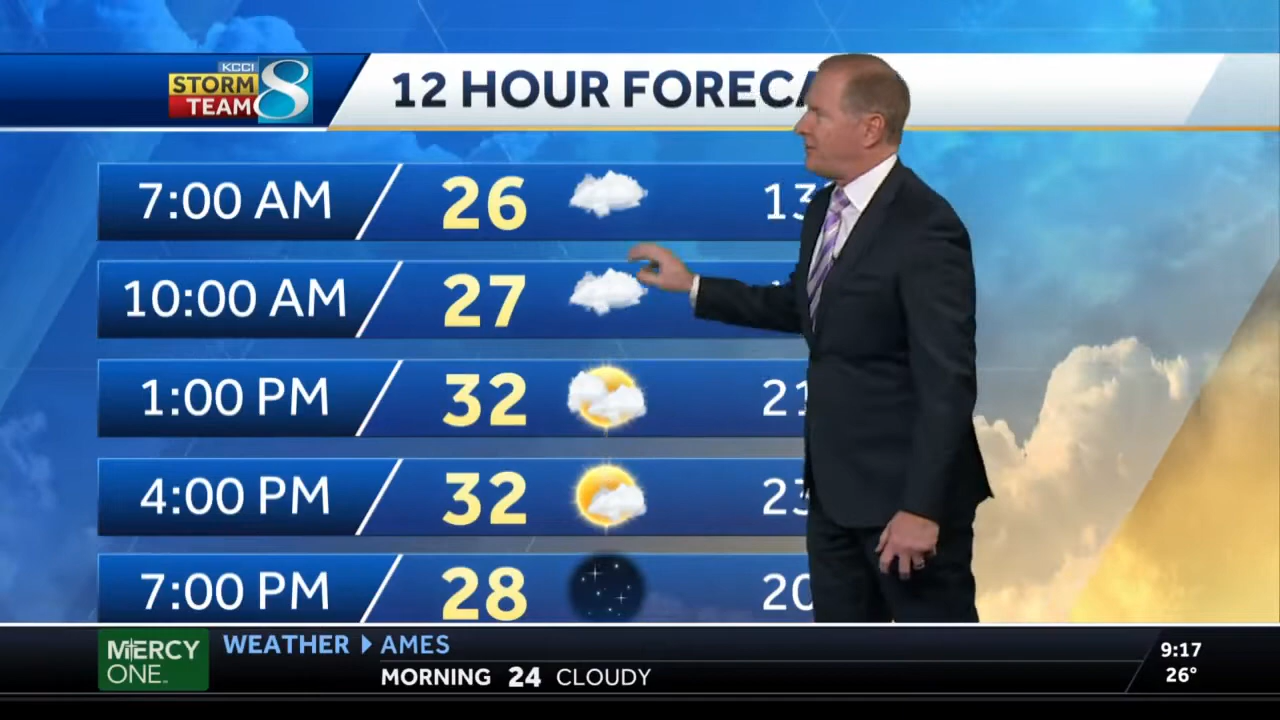 KCCI
STORM
TEAM 8
12 HOUR FORECA
7:00 AM 26 13
10:00 AM 27
1:00 PM 32 21
4:00 PM 32 23
7:00 PM 28 20
MERCY
ONE
WEATHER AMES
MORNING 24 CLOUDY
9:17
26°